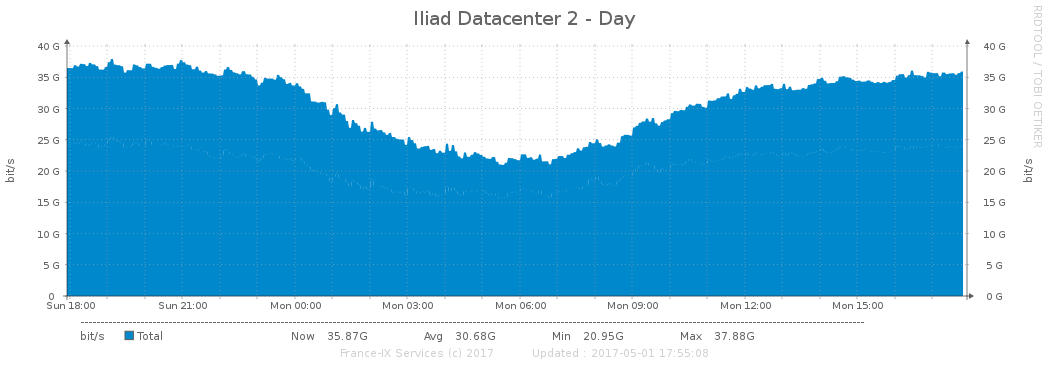 Iliad Datacenter 2 - Day
RRDTOOL / TOBI OETIKER
bit/s
40 G
35 G
30 G
25 G
20 G
15 G
10 G
5 G
0
40 G
35 G
30 G
25 G
20 G
15 G
10 G
5 G
0 G
bit/s
Sun 18:00 Sun 21:00 Mon 00:00 Mon 03:00 Mon 06:00 Mon 09:00 Mon 12:00 Mon 15:00
bit/s Total Now 35.87G Avg 30.68G Min 20.95G Max 37.88G
France-IX Services (c) 2017 Updated : 2017-05-01 17:55:08